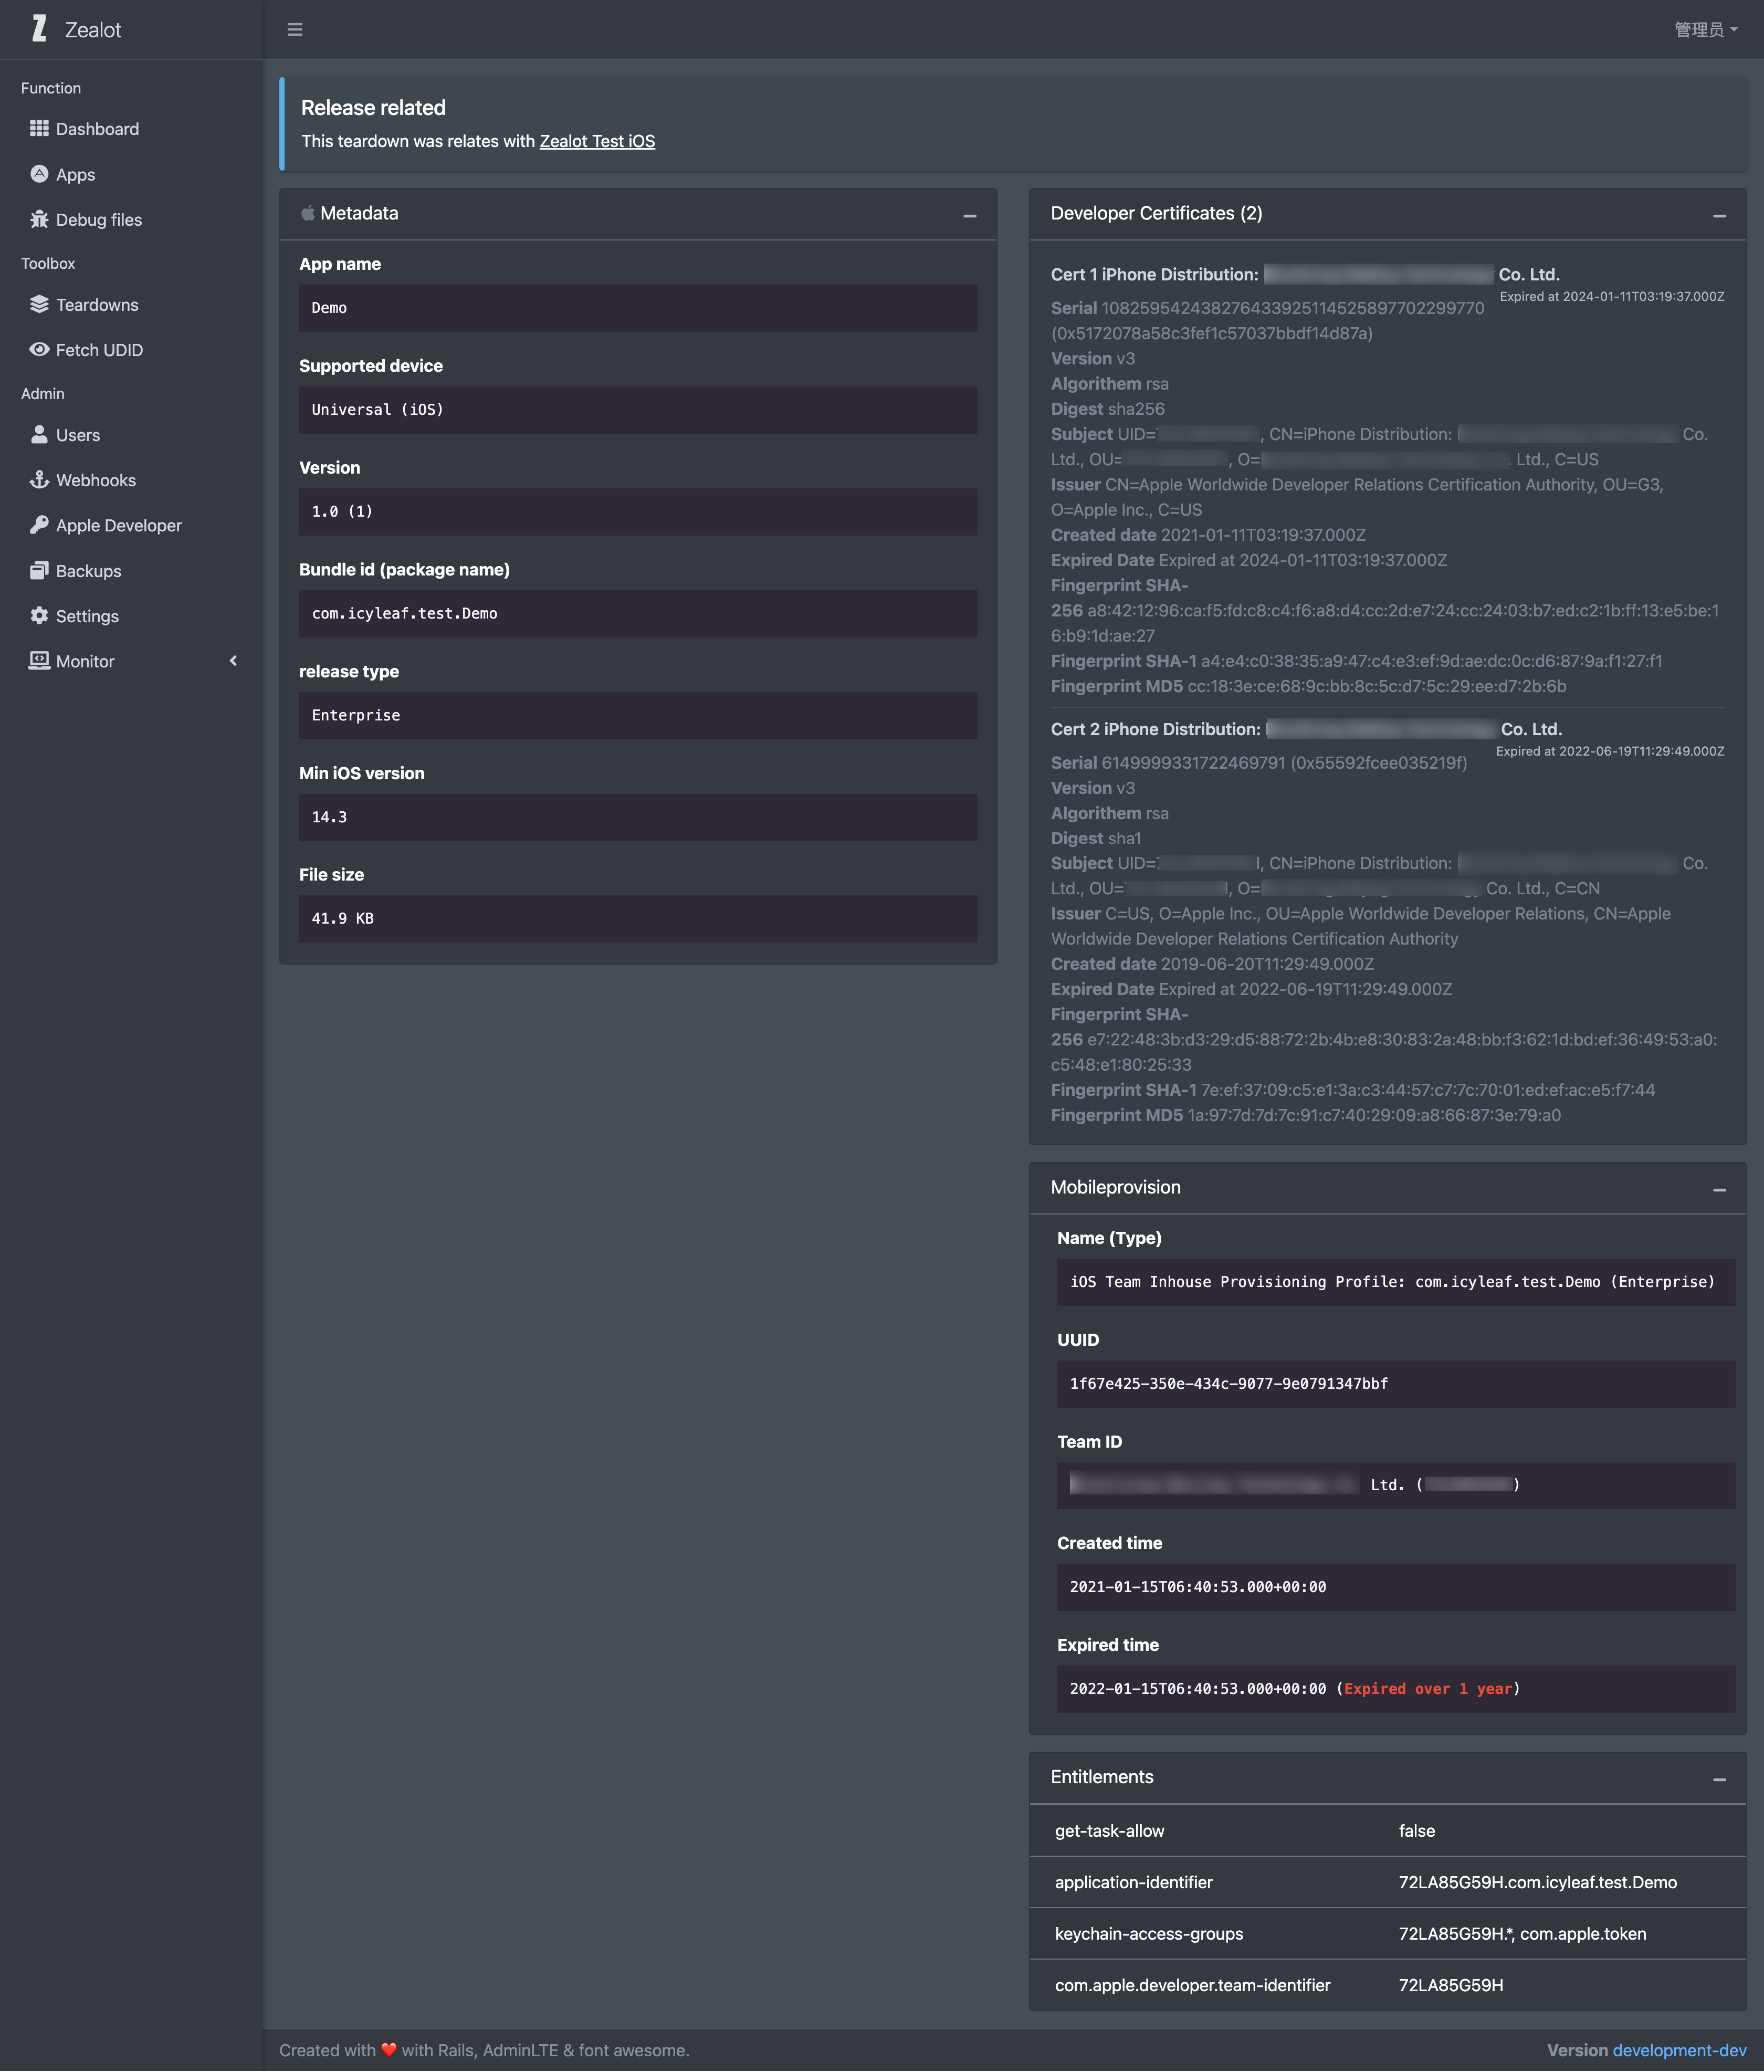 Zealot
管理员
Function
Dashboard
Apps
Debug files
Toolbox
Teardowns
Fetch UDID
Admin
Users
Webhooks
Apple Developer
Backups
Settings
Monitor
Release related
This teardown was relates with Zealot Test iOS
Metadata
App name
Demo
Supported device
Universal (iOS)
Version
1.0 (1)
Bundle id (package name)
com.icyleaf.test.Demo
release type
Enterprise
Min iOS version
14.3
File size
41.9 KB
Developer Certificates (2)
Cert 1 iPhone Distribution: Co. Ltd.
Expired at 2024-01-11T03:19:37.000Z
Serial 108259542438276433925114525897702299770
(0x5172078a58c3fef1c57037bbdf14d87a)
Version v3
Algorithem rsa
Digest sha256
Subject UID= , CN=iPhone Distribution: Co.
Ltd., OU= , O= . Ltd., C=US
Issuer CN=Apple Worldwide Developer Relations Certification Authority, OU=G3,
O=Apple Inc., C=US
Created date 2021-01-11T03:19:37.000Z
Expired Date Expired at 2024-01-11T03:19:37.000Z
Fingerprint SHA-
256 a8:42:12:96:ca:f5:fd:c8:c4:f6:a8:d4:cc:2d:e7:24:cc:24:03:b7:ed:c2:1b:ff:13:e5:be:1
6:b9:1d:ae:27
Fingerprint SHA-1 a4:e4:c0:38:35:a9:47:c4:e3:ef:9d:ae:dc:0c:d6:87:9a:f1:27:f1
Fingerprint MD5 cc:18:3e:ce:68:9c:bb:8c:5c:d7:5c:29:ee:d7:2b:6b
Cert 2 iPhone Distribution: Co. Ltd.
Expired at 2022-06-19T11:29:49.000Z
Serial 6149999331722469791 (0x55592fcee035219f)
Version v3
Algorithem rsa
Digest sha1
Subject UID= , CN=iPhone Distribution: Co.
Ltd., OU= , O= Co. Ltd., C=CN
Issuer C=US, O=Apple Inc., OU=Apple Worldwide Developer Relations, CN=Apple
Worldwide Developer Relations Certification Authority
Created date 2019-06-20T11:29:49.000Z
Expired Date Expired at 2022-06-19T11:29:49.000Z
Fingerprint SHA-
256 e7:22:48:3b:d3:29:d5:88:72:2b:4b:e8:30:83:2a:48:bb:f3:62:1d:bd:ef:36:49:53:a0:
c5:48:e1:80:25:33
Fingerprint SHA-1 7e:ef:37:09:c5:e1:3a:c3:44:57:c7:7c:70:01:ed:ef:ac:e5:f7:44
Fingerprint MD5 1a:97:7d:7d:7c:91:c7:40:29:09:a8:66:87:3e:79:a0
Mobileprovision
Name (Type)
iOS Team Inhouse Provisioning Profile: com.icyleaf.test.Demo (Enterprise)
UUID
1f67e425-350e-434c-9077-9e0791347bbf
Team ID
Ltd. ( )
Created time
2021-01-15T06:40:53.000+00:00
Expired time
2022-01-15T06:40:53.000+00:00 (Expired over 1 year)
Entitlements
get-task-allow false
application-identifier 72LA85G59H.com.icyleaf.test.Demo
keychain-access-groups 72LA85G59H.*, com.apple.token
com.apple.developer.team-identifier 72LA85G59H
Created with ❤️ with Rails, AdminLTE & font awesome.
Version development-dev